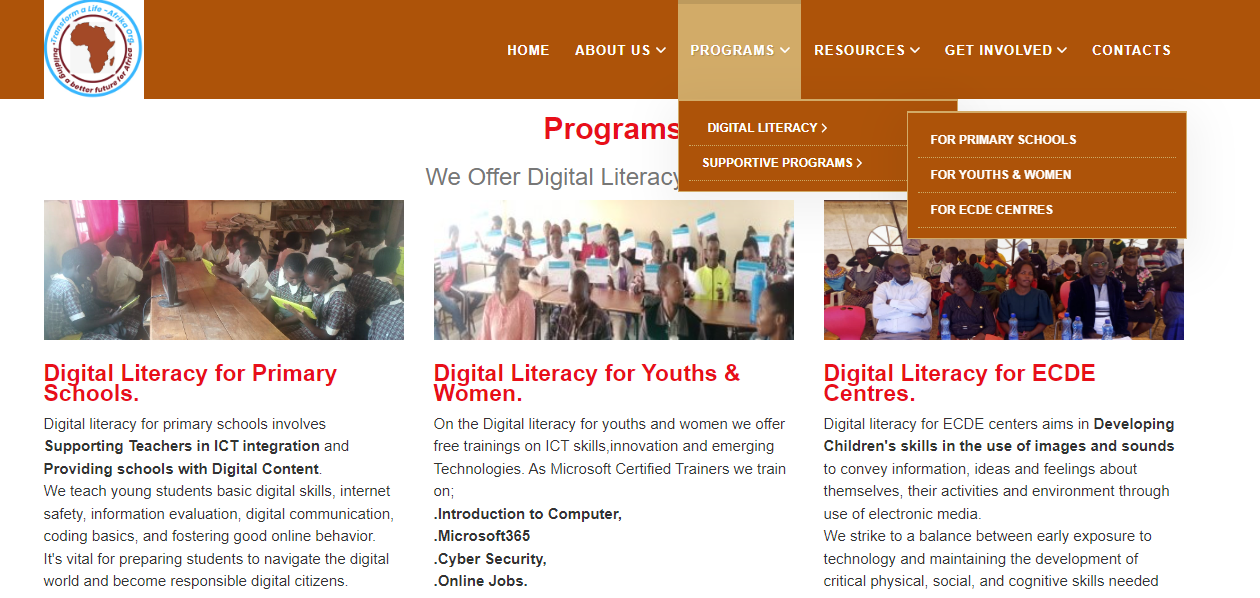 Transform a Life - Afrika Org.
building a better future for Africa
HOME
ABOUT US
PROGRAMS
RESOURCES
GET INVOLVED
CONTACTS
DIGITAL LITERACY
SUPPORTIVE PROGRAMS
FOR PRIMARY SCHOOLS
FOR YOUTHS & WOMEN
FOR ECDE CENTRES
Programs
We Offer Digital Literacy
Digital Literacy for Primary
Schools.
Digital literacy for primary schools involves
Supporting Teachers in ICT integration and
Providing schools with Digital Content.
We teach young students basic digital skills, internet
safety, information evaluation, digital communication,
coding basics, and fostering good online behavior.
It's vital for preparing students to navigate the digital
world and become responsible digital citizens.
Digital Literacy for Youths &
Women.
On the Digital literacy for youths and women we offer
free trainings on ICT skills,innovation and emerging
Technologies. As Microsoft Certified Trainers we train
on;
.Introduction to Computer,
.Microsoft365
.Cyber Security,
.Online Jobs.
Digital Literacy for ECDE
Centres.
Digital literacy for ECDE centers aims in Developing
Children's skills in the use of images and sounds
to convey information, ideas and feelings about
themselves, their activities and environment through
use of electronic media.
We strike to a balance between early exposure to
technology and maintaining the development of
critical physical, social, and cognitive skills needed